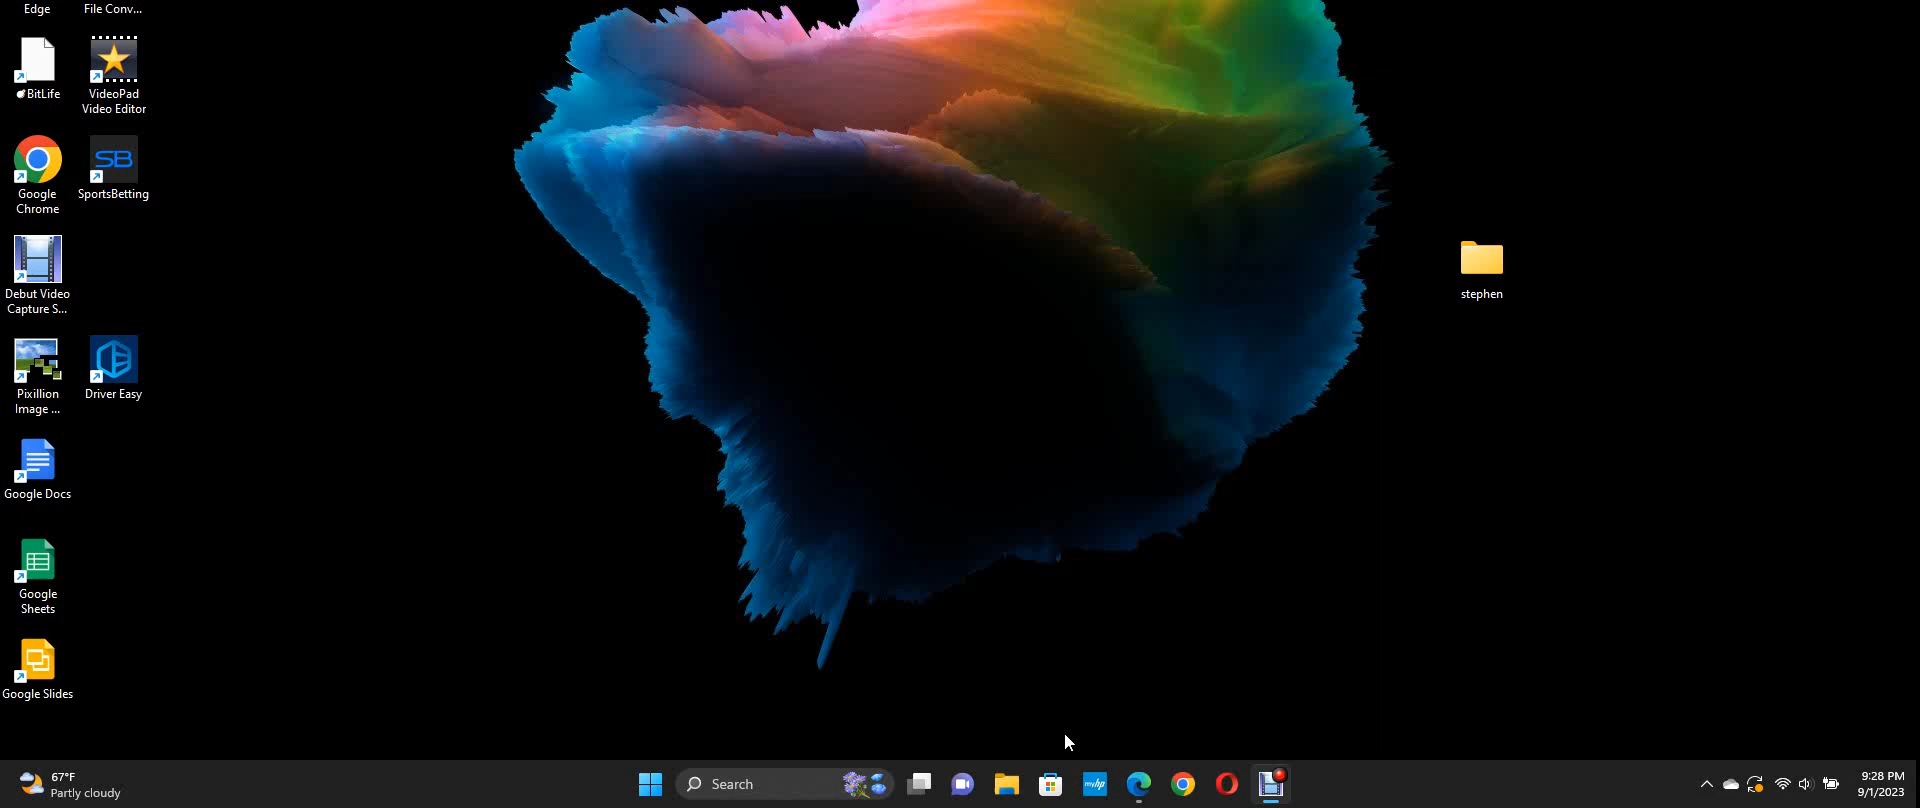 Edge
File Conv...
BitLife
VideoPad
Video Editor
Google
Chrome
SB
SportsBetting
Debut Video
Capture S...
stephen
Pixillion
Image ...
Driver Easy
Google Docs
Google
Sheets
Google Slides
67°F
Partly cloudy
Search
myhp
9:28 PM
9/1/2023